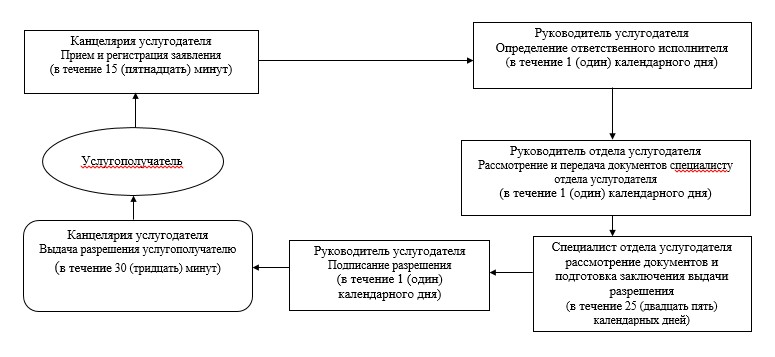 Канцелярия услугодателя
Прием и регистрация заявления
(в течение 15 (пятнадцать) минут)
Руководитель услугодателя
Определение ответственного исполнителя
(в течение 1 (один) календарного дня)
Руководитель отдела услугодателя
Рассмотрение и передача документов специалисту
отдела услугодателя
(в течение 1 (один) календарного дня)
Специалист отдела услугодателя
рассмотрение документов и
подготовка заключения выдачи
разрешения
(в течение 25 (двадцать пять)
календарных дней)
Руководитель услугодателя
Подписание разрешения
(в течение 1 (один)
календарного дня)
Канцелярия услугодателя
Выдача разрешения услугополучателю
(в течение 30 (тридцать) минут)
Услугополучатель